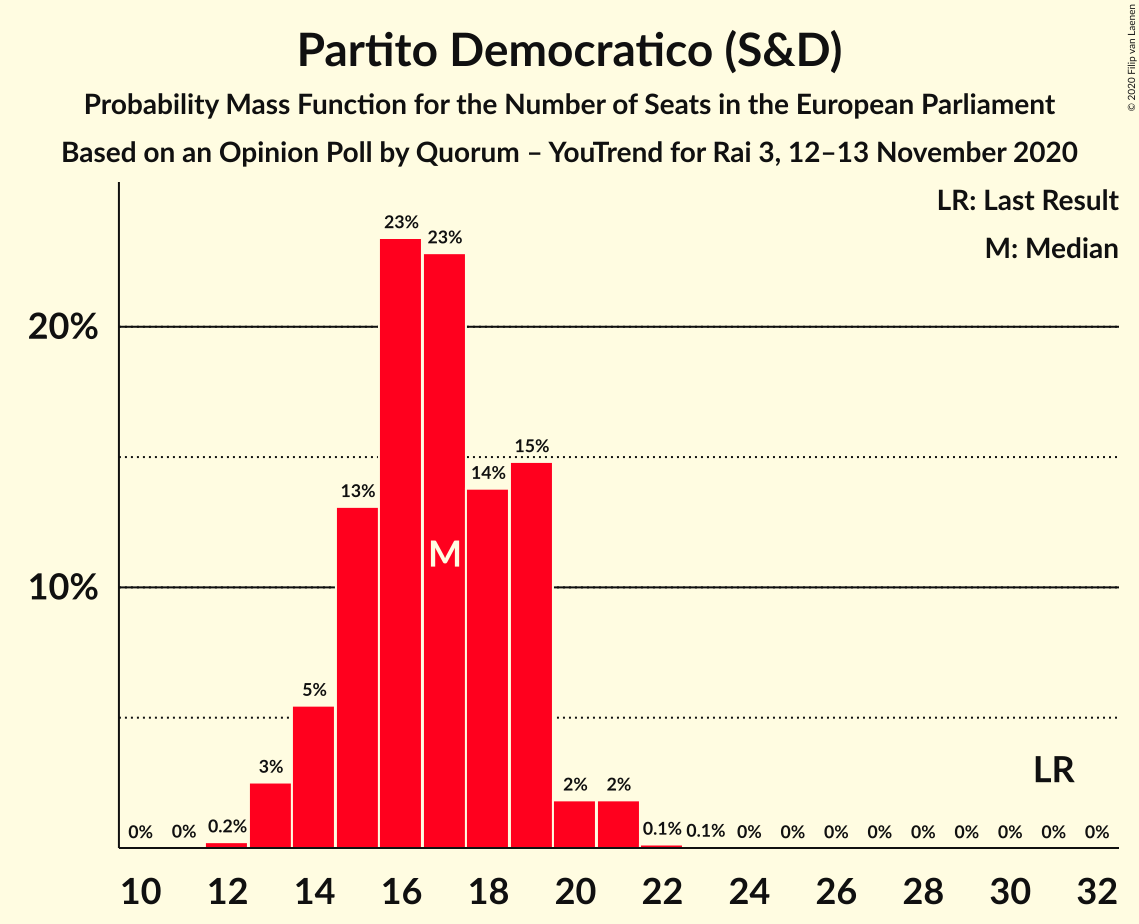 Partito Democratico (S&D)
Probability Mass Function for the Number of Seats in the European Parliament
Based on an Opinion Poll by Quorum – YouTrend for Rai 3, 12–13 November 2020
© 2020 Filip van Laenen
LR: Last Result
M: Median
20%
10%
0% 0% 0.2% 3% 5% 13% 23% 23% 14% 15% 2% 2% 0.1% 0.1% 0% 0% 0% 0% 0% 0% 0% 0% 0%
M
LR
10 12 14 16 18 20 22 24 26 28 30 32